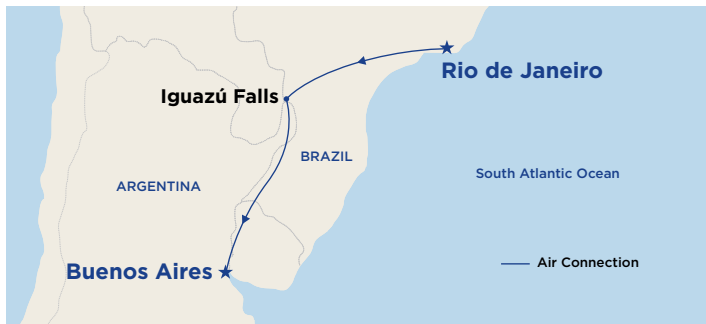 Rio de Janeiro
Iguazú Falls
BRAZIL
South Atlantic Ocean
ARGENTINA
Buenos Aires
Air Connection